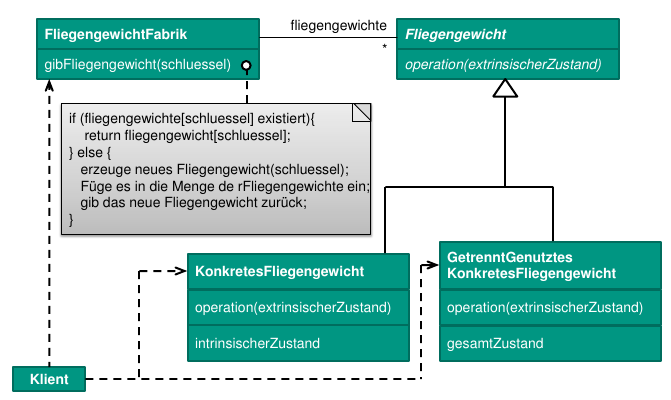 FliegengewichtFabrik
gibFliegengewicht(schluessel)
fliegengewichte
*
Fliegengewicht
operation(extrinsischerZustand)
if (fliegengewichte[schluessel] existiert){
return fliegengewicht[schluessel];
} else {
erzeuge neues Fliegengewicht(schluessel);
Füge es in die Menge de rFliegengewichte ein;
gib das neue Fliegengewicht zurück;
}
KonkretesFliegengewicht
operation(extrinsischerZustand)
intrinsischerZustand
GetrenntGenutztes
KonkretesFliegengewicht
operation(extrinsischerZustand)
gesamtZustand
Klient